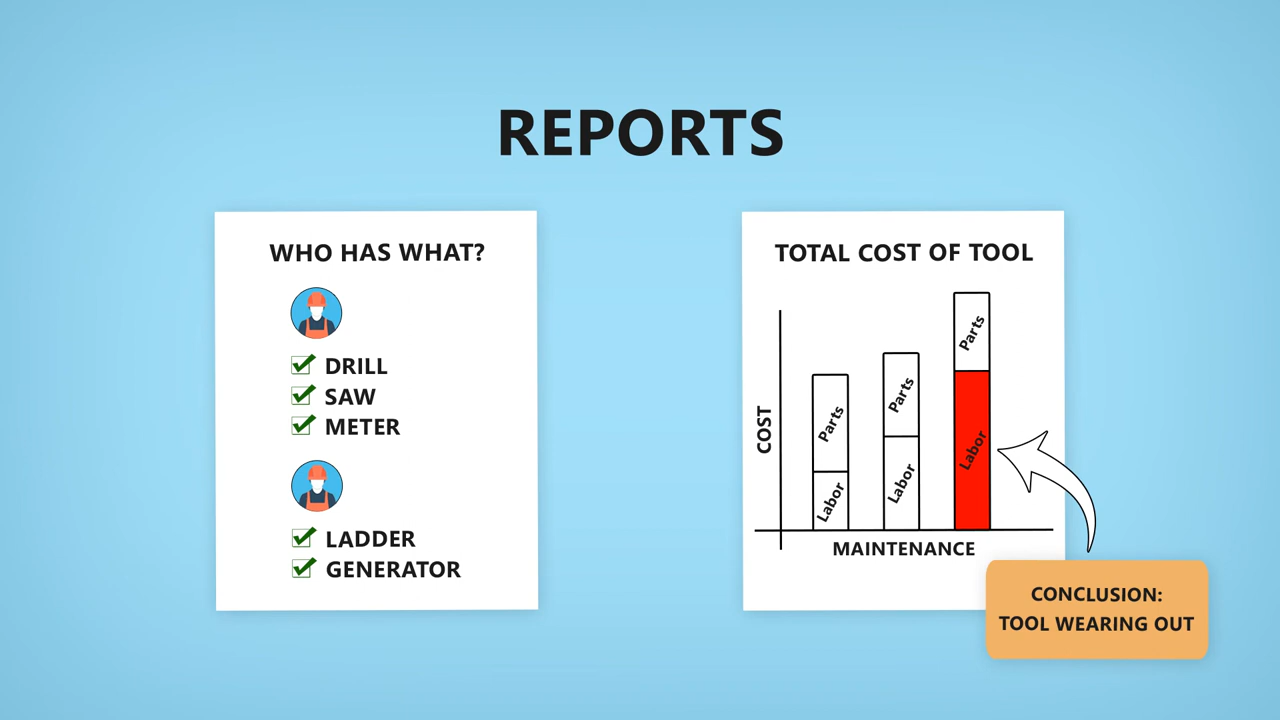 REPORTS
WHO HAS WHAT?
DRILL
SAW
METER
LADDER
GENERATOR
TOTAL COST OF TOOL
COST
Parts
Labor
Parts
Labor
Parts
Labor
MAINTENANCE
CONCLUSION:
TOOL WEARING OUT